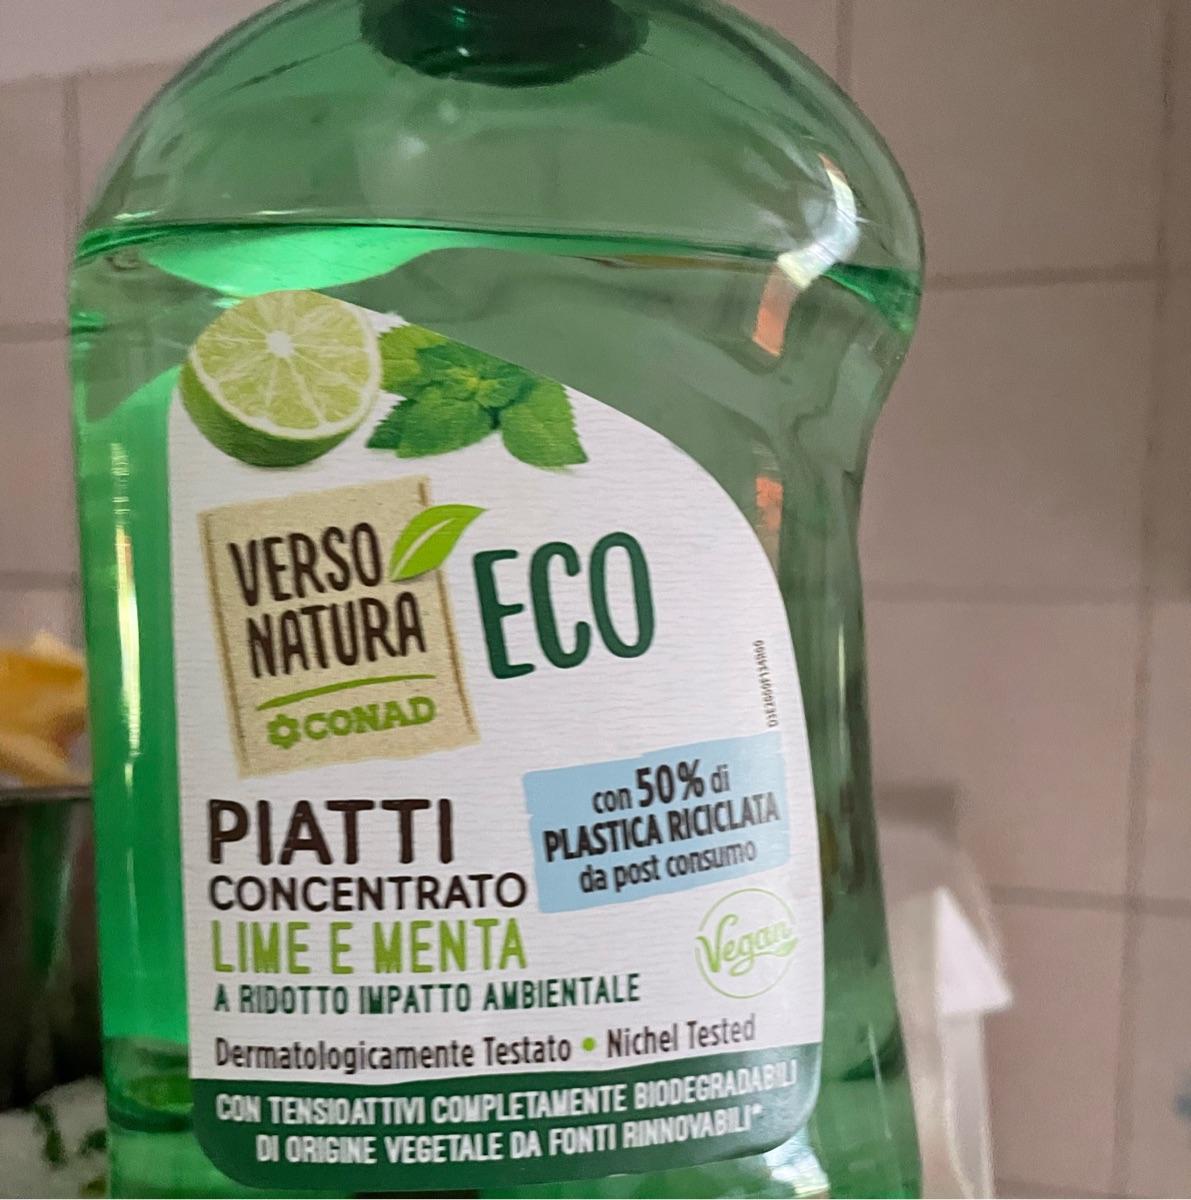 VERSO
NATURA
CONAD
ECO
con 50% di
PLASTICA RICICLATA
da post consumo
PIATTI
CONCENTRATO
LIME E MENTA
A RIDOTTO IMPATTO AMBIENTALE
Vegan
Dermatologicamente Testato • Nichel Tested
CON TENSIOATTIVI COMPLETAMENTE BIODEGRADABILI
DI ORIGINE VEGETALE DA FONTI RINNOVABILI*